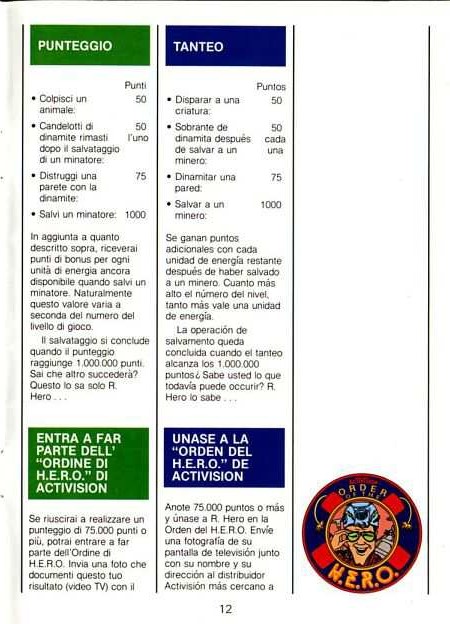 PUNTEGGIO
Punti
• Colpisci un 50
animale:
• Candelotti di 50
dinamite rimasti l'uno
dopo il salvataggio
di un minatore:
• Distruggi una 75
parete con la
dinamite:
• Salvi un minatore: 1000
In aggiunta a quanto
descritto sopra, riceverai
punti di bonus per ogni
unità di energia ancora
disponibile quando salvi un
minatore. Naturalmente
questo valore varia a
seconda del numero del
livello di gioco.
Il salvataggio si conclude
quando il punteggio
raggiunge 1.000.000 punti.
Sai che altro succederà?
Questo lo sa solo R.
Hero . . .
ENTRA A FAR
PARTE DELL'
"ORDINE DI
H.E.R.O." DI
ACTIVISION
Se riuscirai a realizzare un
punteggio di 75.000 punti o
più, potrai entrare a far
parte dell'Ordine di
H.E.R.O. Invia una foto che
documenti questo tuo
risultato (video TV) con il
TANTEO
Puntos
• Disparar a una 50
criatura:
• Sobrante de 50
dinamita después cada
de salvar a un una
minero:
• Dinamitar una 75
pared:
• Salvar a un 1000
minero:
Se ganan puntos
adicionales con cada
unidad de energía restante
después de haber salvado
a un minero. Cuanto más
alto el número del nivel,
tanto más vale una unidad
de energía.
La operación de
salvamento queda
concluida cuando el tanteo
alcanza los 1.000.000
puntos¿ Sabe usted lo que
todavía puede occurir? R.
Hero lo sabe . . .
UNASE A LA
"ORDEN DEL
H.E.R.O." DE
ACTIVISION
Anote 75.000 puntos o más
y únase a R. Hero en la
Orden del H.E.R.O. Envíe
una fotografía de su
pantalla de televisión junto
con su nombre y su
dirección al distribuidor
Activisión más cercano a
ACTIVISION
ORDER
OF THE
H.E.R.O.
12